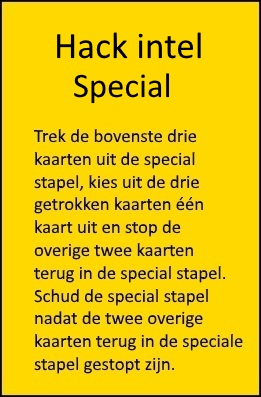 Hack intel
Special
Trek de bovenste drie
kaarten uit de special
stapel, kies uit de drie
getrokken kaarten één
kaart uit en stop de
overige twee kaarten
terug in de special stapel.
Schud de special stapel
nadat de twee overige
kaarten terug in de speciale
stapel gestopt zijn.